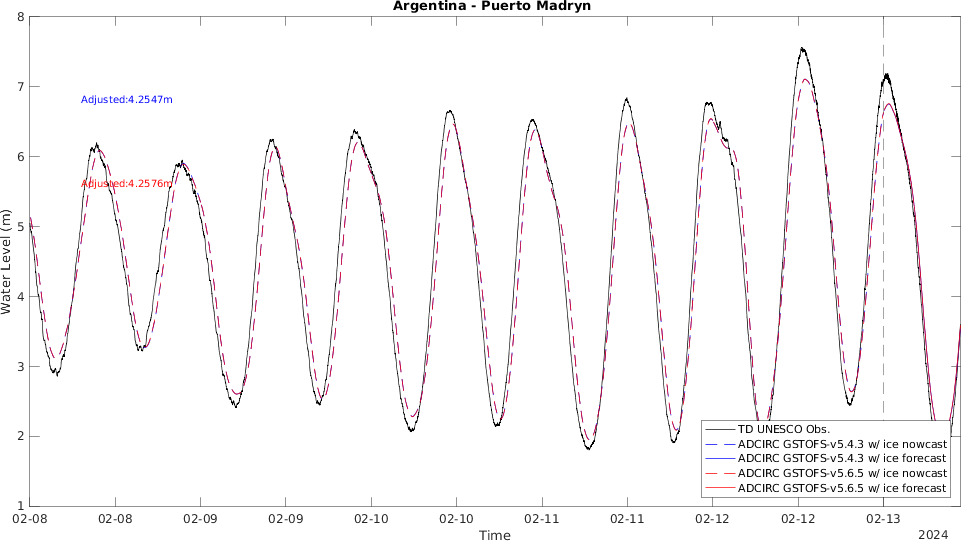 Argentina - Puerto Madryn
8
7
6
5
4
3
2
1
Water Level (m)
Adjusted:4.2547m
Adjusted:4.2576m
TD UNESCO Obs.
ADCIRC GSTOFS-v5.4.3 w/ ice nowcast
ADCIRC GSTOFS-v5.4.3 w/ ice forecast
ADCIRC GSTOFS-v5.6.5 w/ ice nowcast
ADCIRC GSTOFS-v5.6.5 w/ ice forecast
02-08 02-08 02-09 02-09 02-10 02-10 02-11 02-11 02-12 02-12 02-13
Time
2024